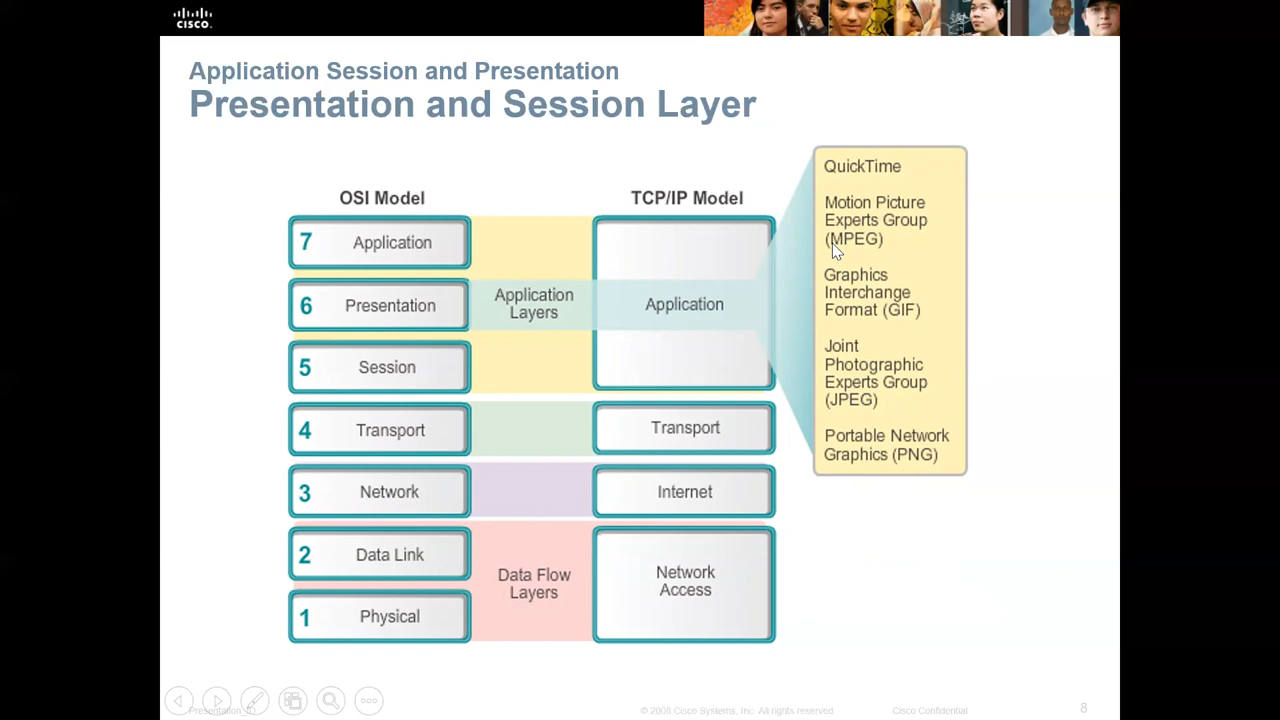 CISCO.
Application Session and Presentation
Presentation and Session Layer
OSI Model
TCP/IP Model
7 Application
6 Presentation
5 Session
4 Transport
3 Network
2 Data Link
1 Physical
Application
Layers
Data Flow
Layers
Application
Transport
Internet
Network
Access
QuickTime
Motion Picture
Experts Group
(MPEG)
Graphics
Interchange
Format (GIF)
Joint
Photographic
Experts Group
(JPEG)
Portable Network
Graphics (PNG)
Presentation_ID
© 2008 Cisco Systems, Inc. All rights reserved.
Cisco Confidential
8